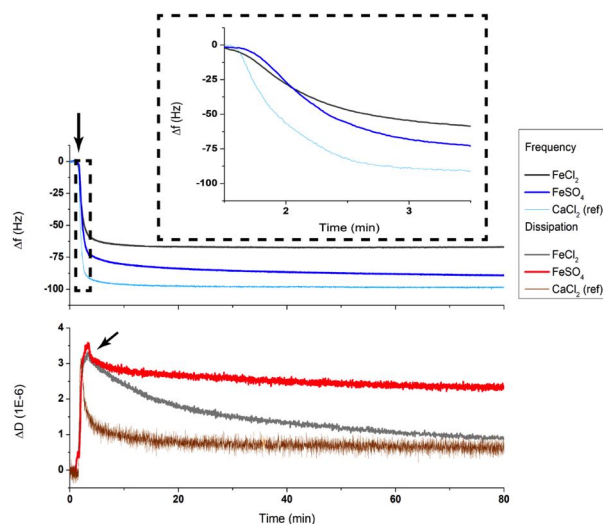 0
-25
-50
-75
-100
Δf (Hz)
2
3
Time (min)
0
-25
-50
-75
-100
Δf (Hz)
Frequency
FeCl₂
FeSO₄
CaCl₂ (ref)
Dissipation
FeCl₂
FeSO₄
CaCl₂ (ref)
4
3
2
1
0
ΔD (1E-6)
0
20
40
60
80
Time (min)